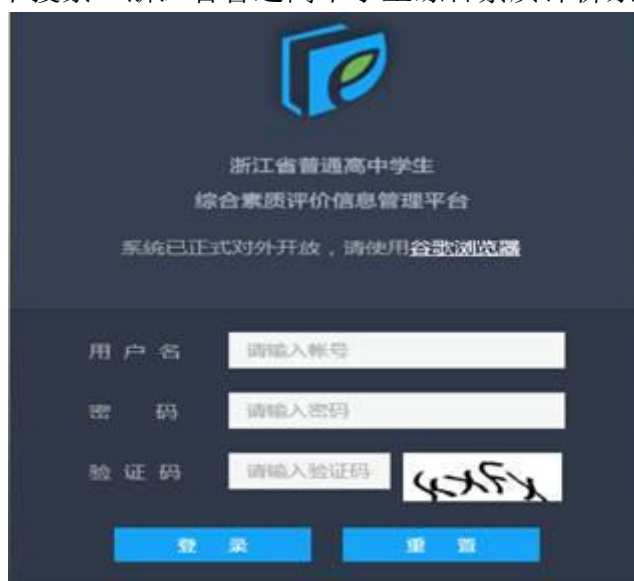 浙江省普通高中学生
综合素质评价信息管理平台
系统已正式对外开放，请使用谷歌浏览器
用户名 请输入帐号
密 码 请输入密码
验证码 请输入验证码
登 录 重 置